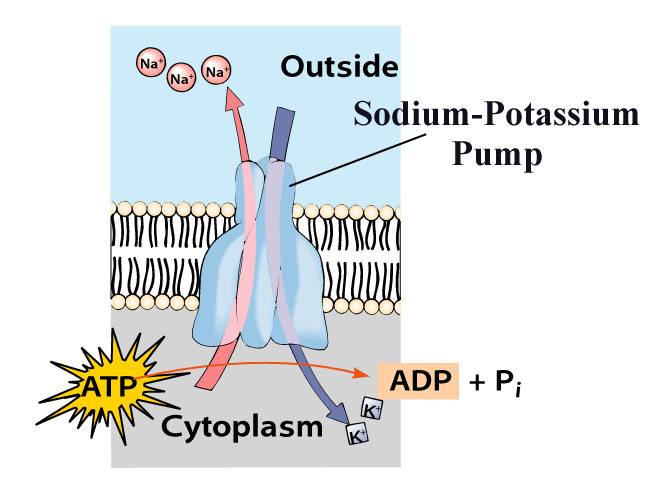 Na⁺
Na⁺
Na⁺
Outside
Sodium-Potassium
Pump
ATP
ADP + Pᵢ
K⁺
Cytoplasm
K⁺